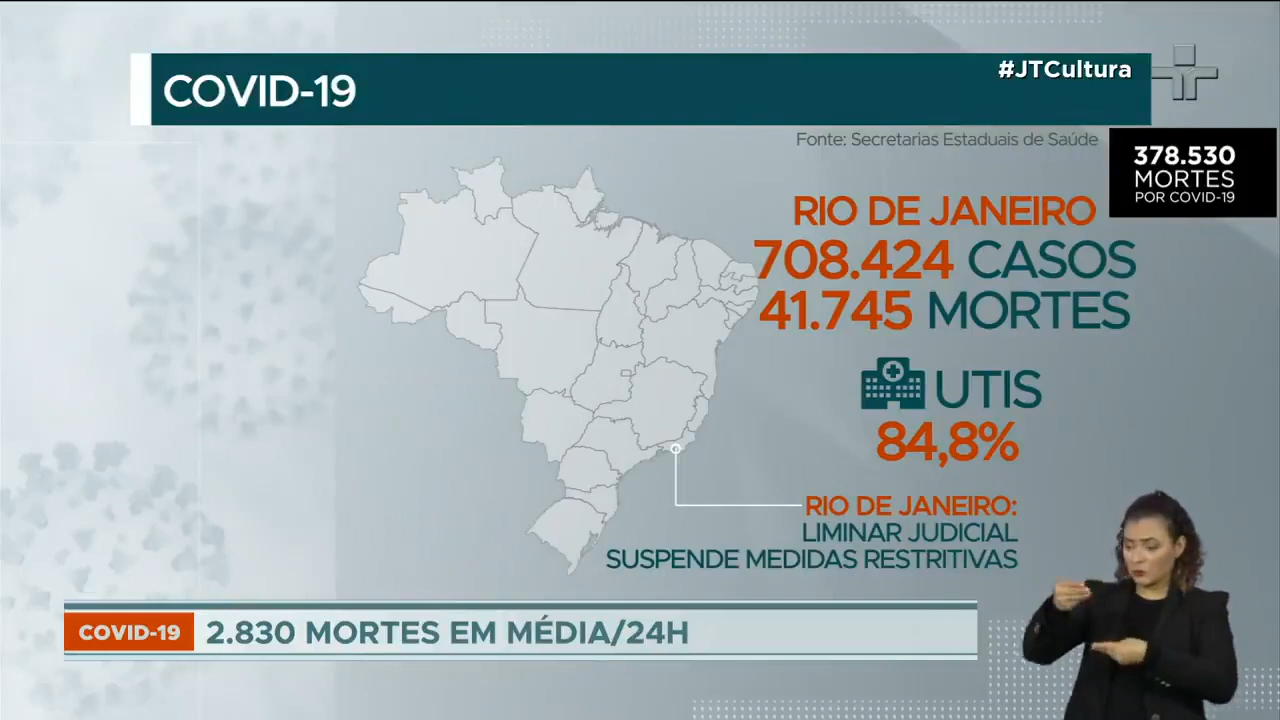 COVID-19
#JTCultura
Fonte: Secretarias Estaduais de Saúde
378.530
MORTES
POR COVID-19
RIO DE JANEIRO
708.424 CASOS
41.745 MORTES
UTIS
84,8%
RIO DE JANEIRO:
LIMINAR JUDICIAL
SUSPENDE MEDIDAS RESTRITIVAS
COVID-19 2.830 MORTES EM MÉDIA/24H